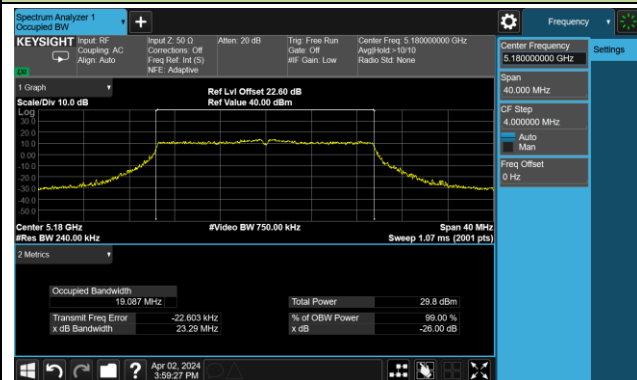 Spectrum Analyzer 1
Occupied BW
KEYSIGHT
Input: RF
Coupling: AC
Align: Auto
Input Z: 50 Ω
Corrections: Off
Freq Ref: Int (S)
NFE: Adaptive
Atten: 20 dB
Trig: Free Run
Gate: Off
#IF Gain: Low
Center Freq: 5.180000000 GHz
Avg|Hold:>10/10
Radio Std: None
1 Graph
Scale/Div 10.0 dB
Ref Lvl Offset 22.60 dB
Ref Value 40.00 dBm
Log
30.0
20.0
10.0
0.00
-10.0
-20.0
-30.0
-40.0
-50.0
Center 5.18 GHz
#Res BW 240.00 kHz
#Video BW 750.00 kHz
Span 40 MHz
Sweep 1.07 ms (2001 pts)
2 Metrics
Occupied Bandwidth
19.087 MHz
Transmit Freq Error -22.603 kHz
x dB Bandwidth 23.29 MHz
Total Power 29.8 dBm
% of OBW Power 99.00 %
x dB -26.00 dB
Apr 02, 2024
3:59:27 PM
Frequency
Settings
Center Frequency
5.180000000 GHz
Span
40.000 MHz
CF Step
4.000000 MHz
Auto
Man
Freq Offset
0 Hz